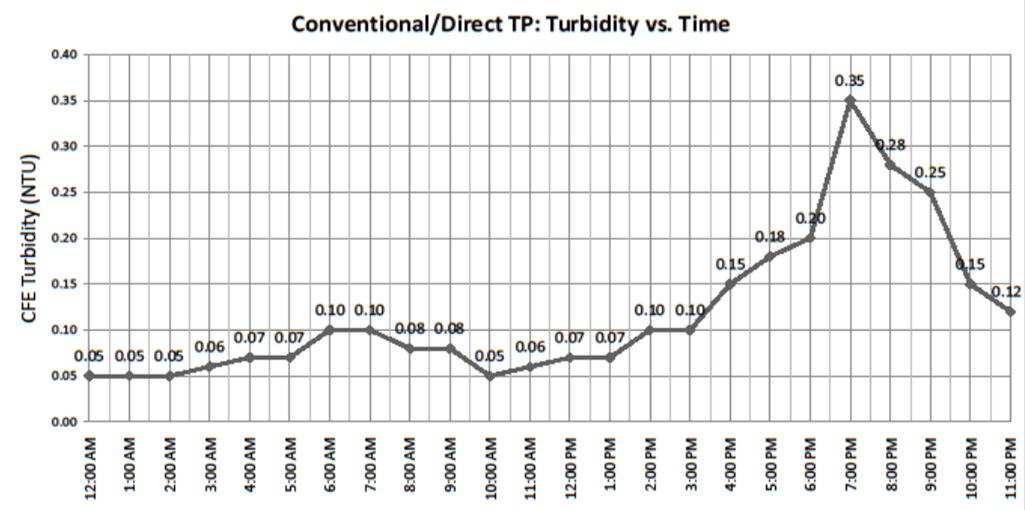 Conventional/Direct TP: Turbidity vs. Time
CFE Turbidity (NTU)
0.40
0.35
0.30
0.25
0.20
0.15
0.10
0.05
0.00
0.05 0.05 0.05 0.06 0.07 0.07 0.10 0.10 0.08 0.08 0.05 0.06 0.07 0.07 0.10 0.10 0.15 0.18 0.20 0.35 0.28 0.25 0.15 0.12
12:00 AM
1:00 AM
2:00 AM
3:00 AM
4:00 AM
5:00 AM
6:00 AM
7:00 AM
8:00 AM
9:00 AM
10:00 AM
11:00 AM
12:00 PM
1:00 PM
2:00 PM
3:00 PM
4:00 PM
5:00 PM
6:00 PM
7:00 PM
8:00 PM
9:00 PM
10:00 PM
11:00 PM